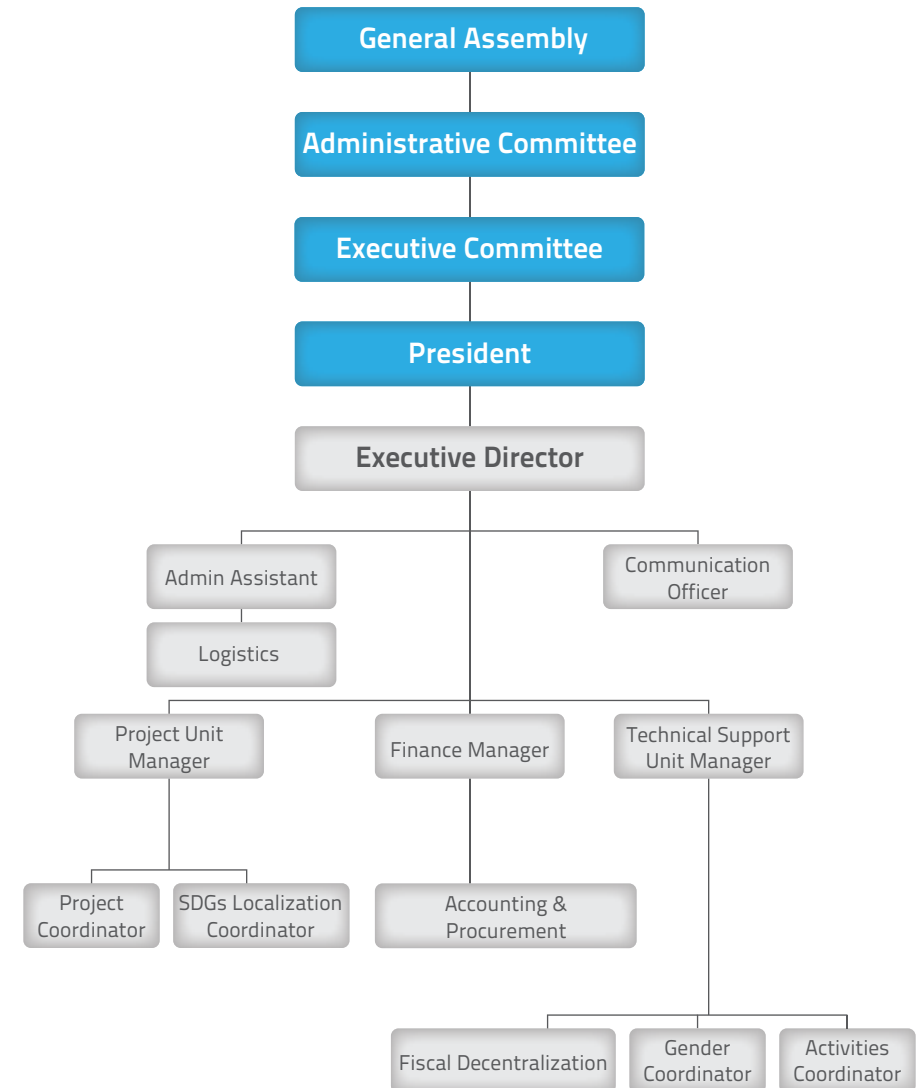 General Assembly
Administrative Committee
Executive Committee
President
Executive Director
Admin Assistant
Communication
Officer
Logistics
Project Unit
Manager
Finance Manager
Technical Support
Unit Manager
Project
Coordinator
SDGs Localization
Coordinator
Accounting &
Procurement
Fiscal Decentralization
Gender
Coordinator
Activities
Coordinator